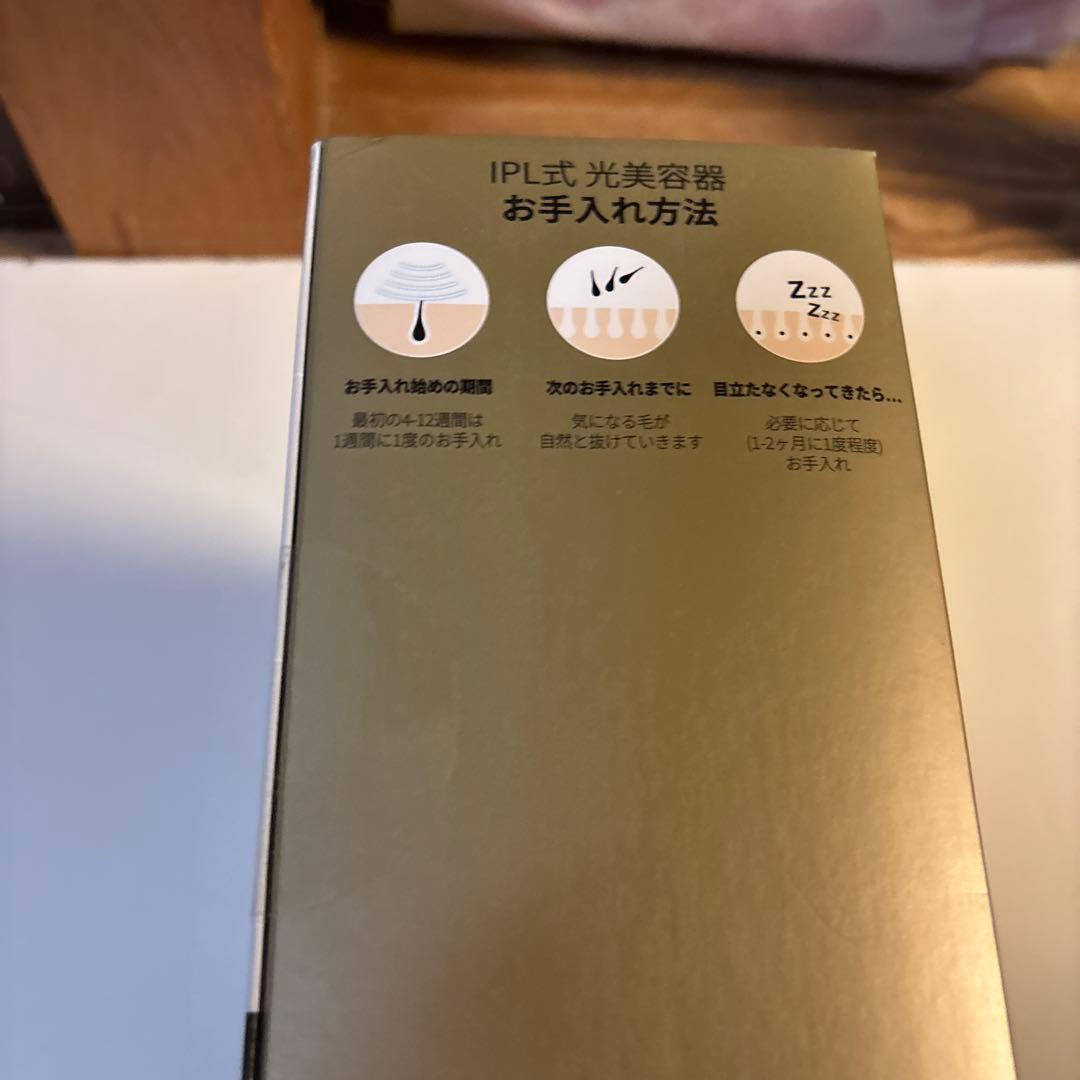 IPL式 光美容器
お手入れ方法
Zzz
Zzz
お手入れ始めの期間
最初の4-12週間は
1週間に1度のお手入れ
次のお手入れまでに
気になる毛が
自然と抜けていきます
目立たなくなってきたら...
必要に応じて
(1-2ヶ月に1度程度)
お手入れ